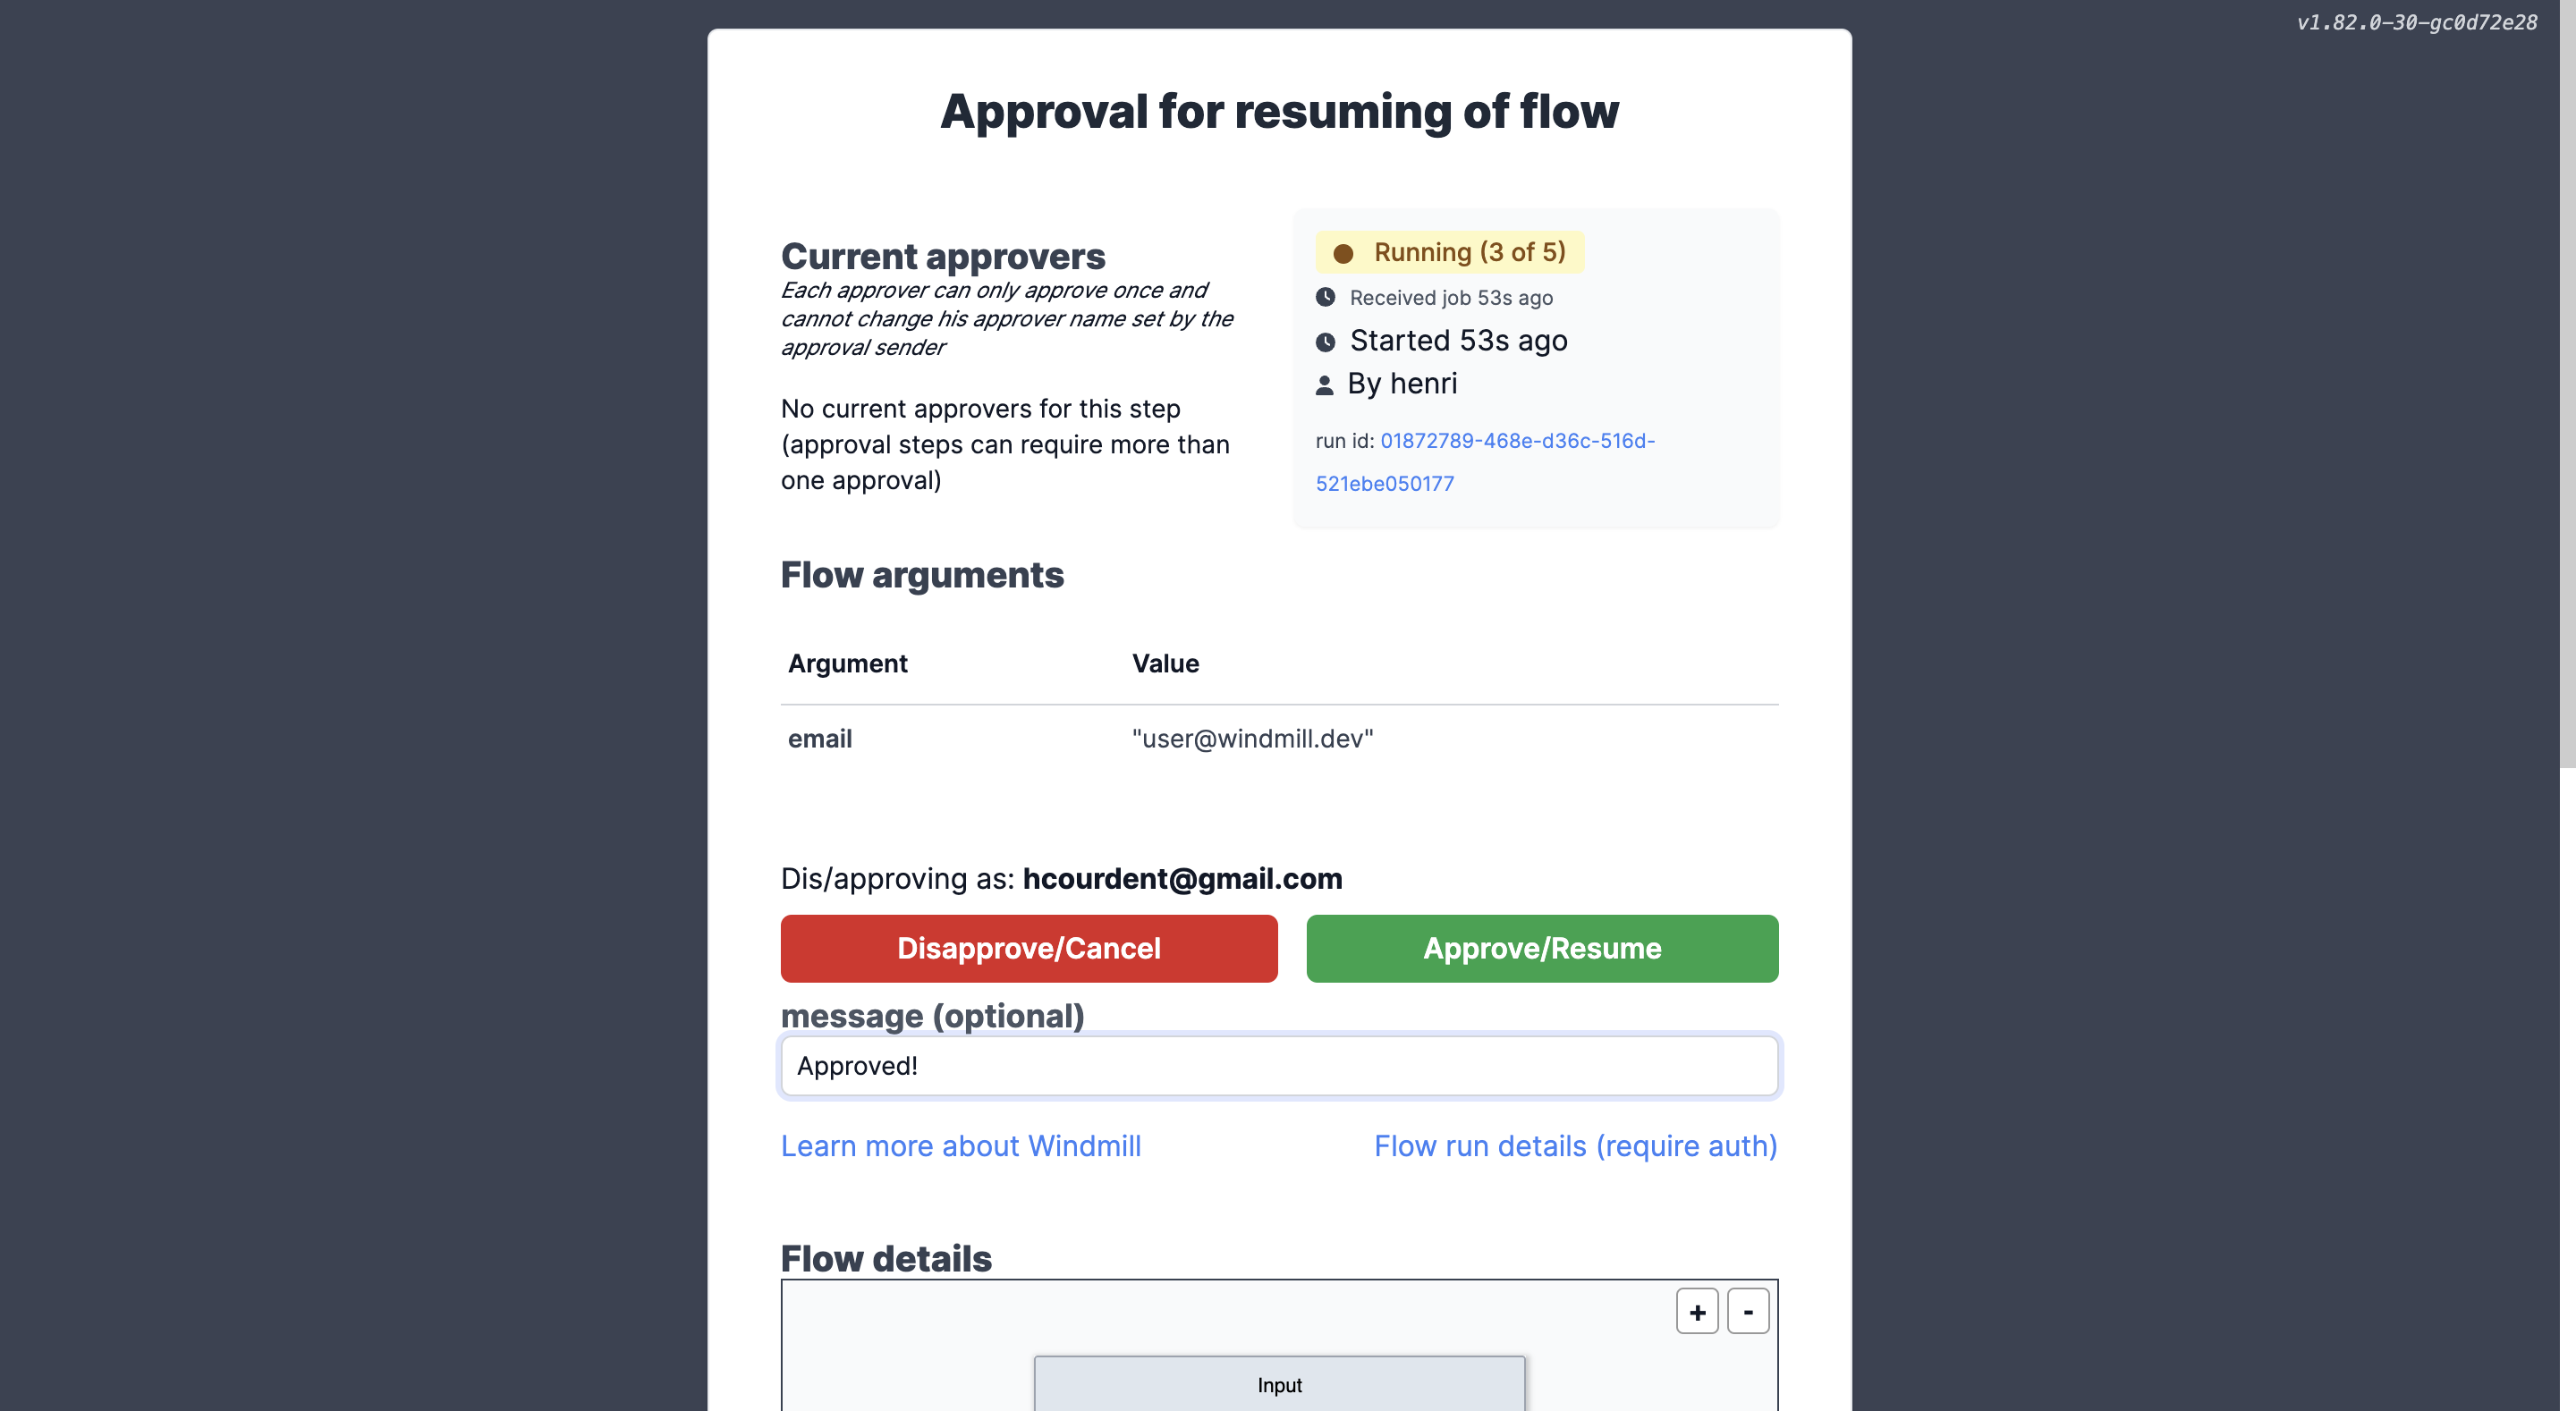 v1.82.0-30-gc0d72e28
Approval for resuming of flow
Current approvers
Each approver can only approve once and
cannot change his approver name set by the
approval sender
No current approvers for this step
(approval steps can require more than
one approval)
Running (3 of 5)
Received job 53s ago
Started 53s ago
By henri
run id: 01872789-468e-d36c-516d-
521ebe050177
Flow arguments
Argument Value
email "user@windmill.dev"
Dis/approving as: hcourdent@gmail.com
Disapprove/Cancel Approve/Resume
message (optional)
Approved!
Learn more about Windmill Flow run details (require auth)
Flow details
+ -
Input